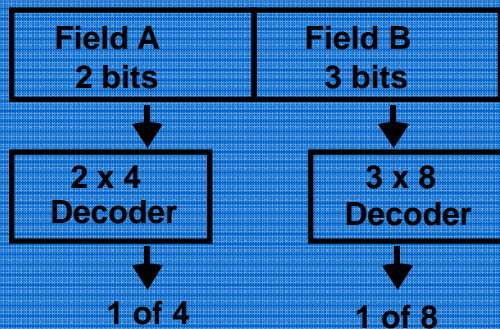 Field A
2 bits
Field B
3 bits
2 x 4
Decoder
3 x 8
Decoder
1 of 4
1 of 8